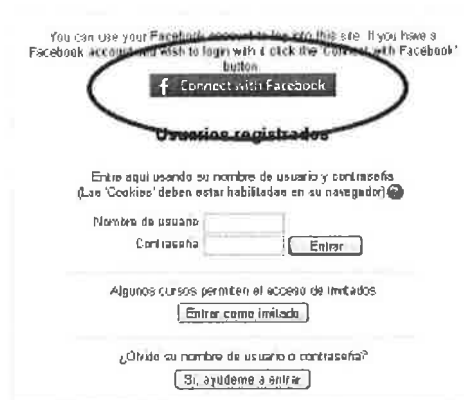 You can use your Facebook account to log into this site. If you have a
Facebook account and wish to login with it click the 'Connect with Facebook'
button
f Connect with Facebook
Usuarios registrados
Entre aquí usando su nombre de usuario y contraseña
(Las 'Cookies' deben estar habilitadas en su navegador) ?
Nombre de usuario
Contraseña
Entrar
Algunos cursos permiten el acceso de invitados
Entrar como invitado
¿Olvidó su nombre de usuario o contraseña?
Sí, ayúdeme a entrar